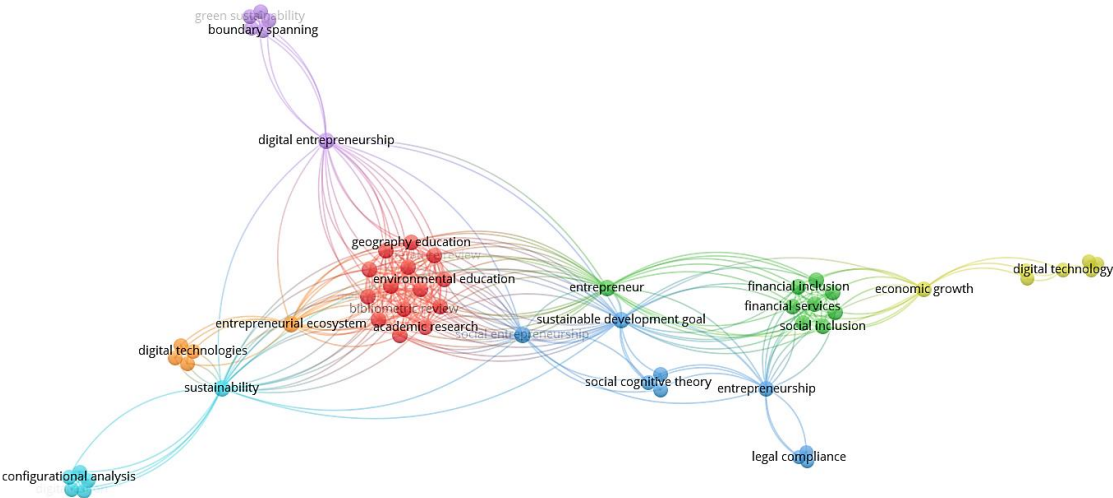 green sustainability
boundary spanning
digital entrepreneurship
geography education
review
environmental education
bibliometric review
academic research
entrepreneurial ecosystem
social entrepreneurship
digital technologies
sustainability
configurational analysis
entrepreneur
sustainable development goal
social cognitive theory
entrepreneurship
legal compliance
financial inclusion
financial services
social inclusion
economic growth
digital technology